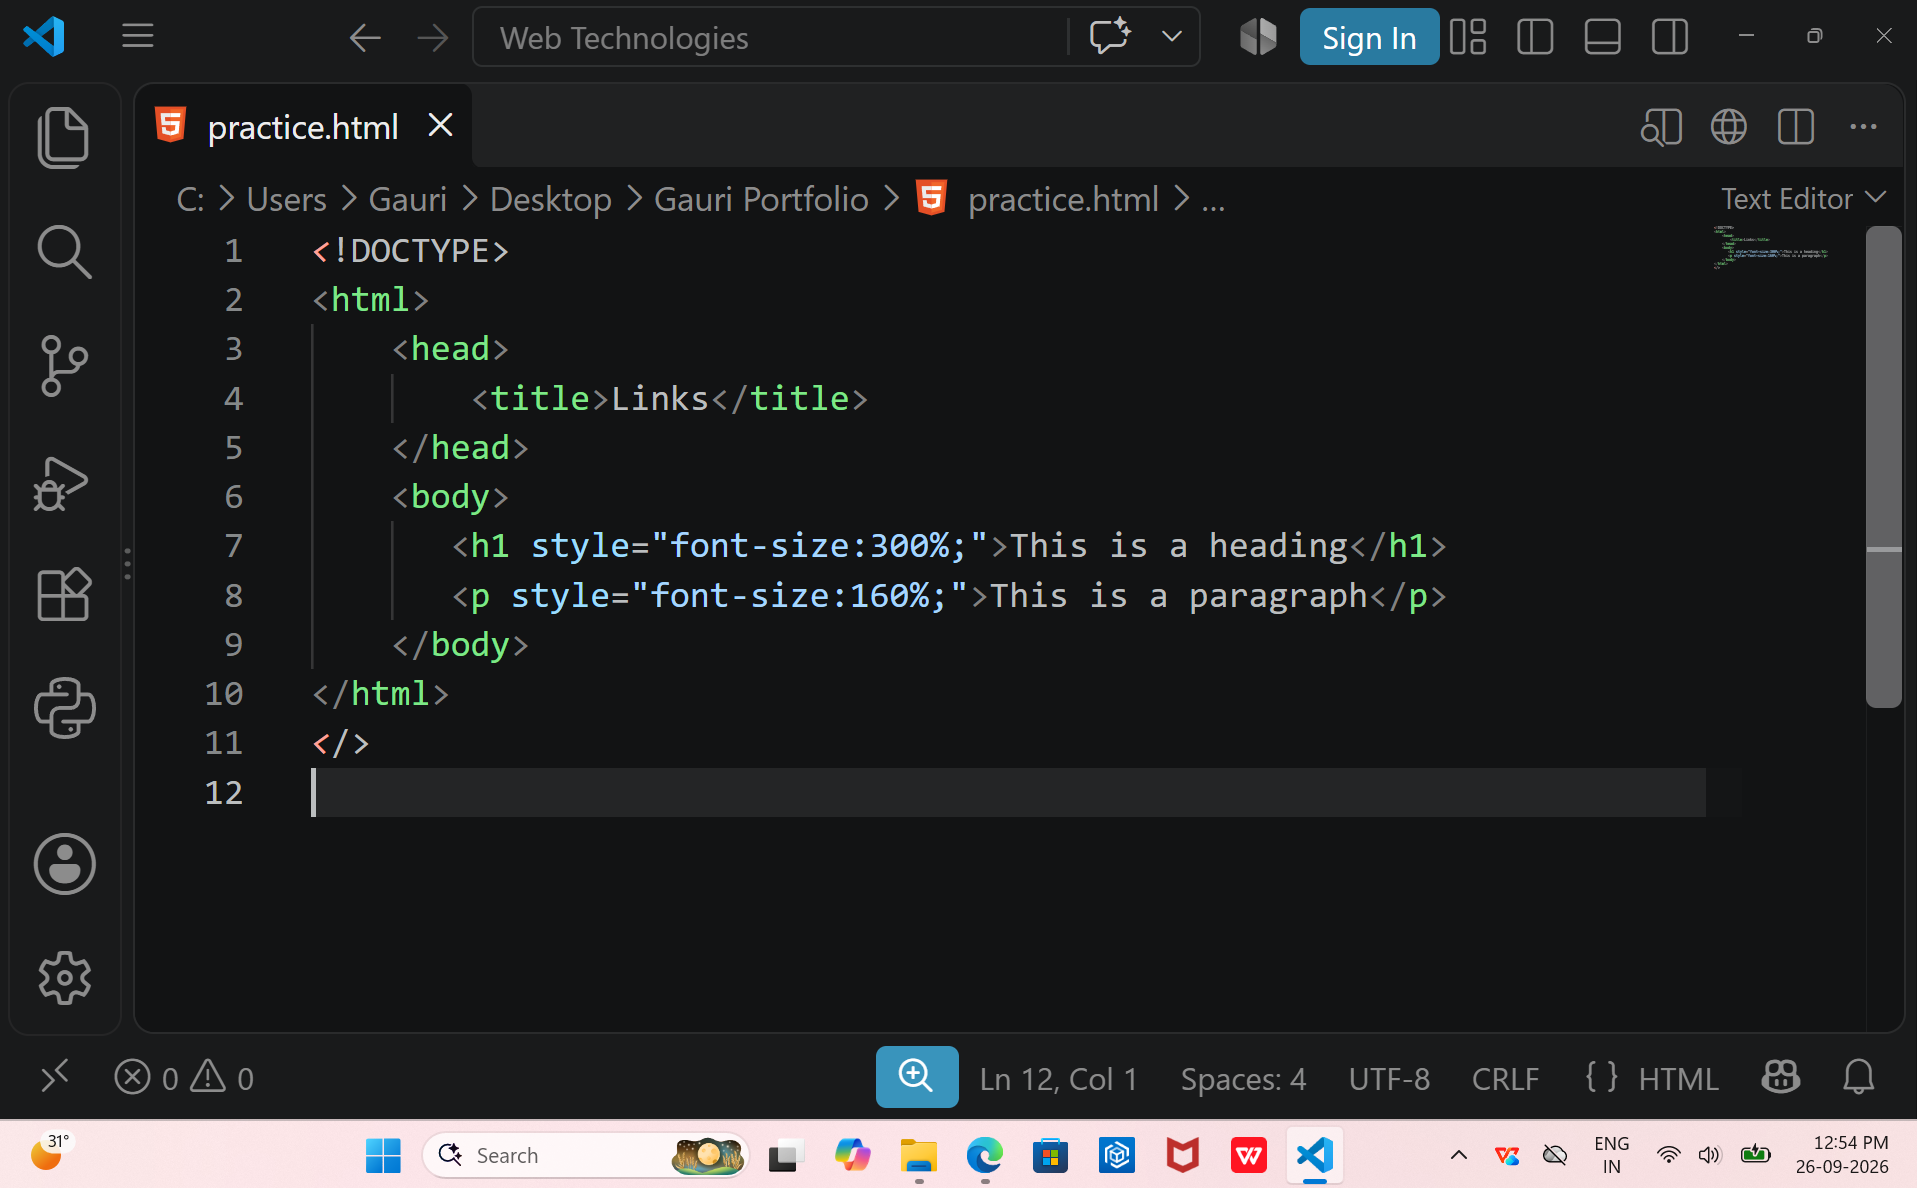 Web Technologies
Sign In
practice.html
C: > Users > Gauri > Desktop > Gauri Portfolio > practice.html > ...
Text Editor
1 <!DOCTYPE>
2 <html>
3 <head>
4 <title>Links</title>
5 </head>
6 <body>
7 <h1 style="font-size:300%;">This is a heading</h1>
8 <p style="font-size:160%;">This is a paragraph</p>
9 </body>
10 </html>
11 </>
12
0 0 Ln 12, Col 1 Spaces: 4 UTF-8 CRLF {} HTML
31°
Search
ENG
IN
12:54 PM
26-09-2026